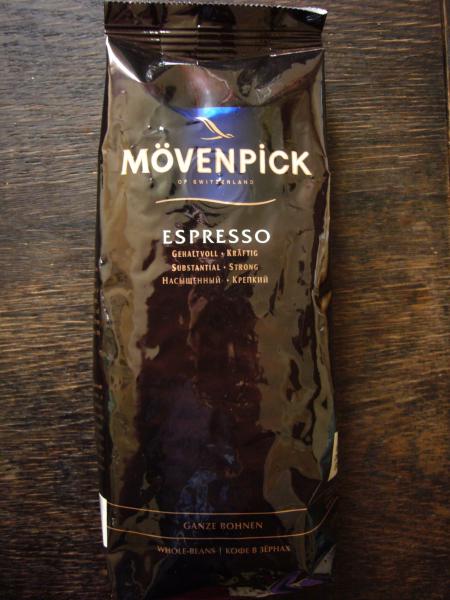 MÖVENPICK
OF SWITZERLAND
ESPRESSO
GEHALTVOLL · KRÄFTIG
SUBSTANTIAL · STRONG
НАСЫЩЕННЫЙ · КРЕПКИЙ
GANZE BOHNEN
WHOLE-BEANS | КОФЕ В ЗЁРНАХ